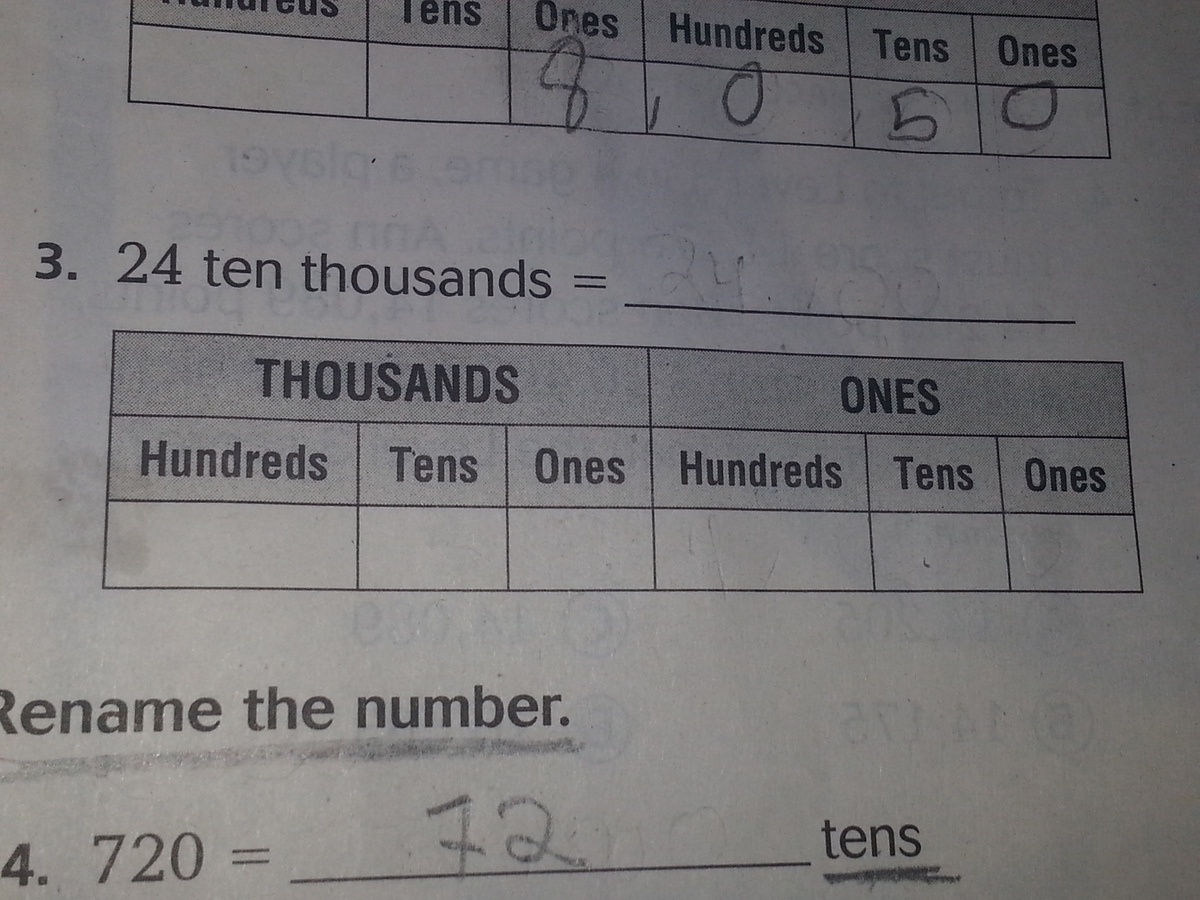 Hundreds Tens Ones Hundreds Tens Ones
8 , 0 5 0
3. 24 ten thousands =
THOUSANDS ONES
Hundreds Tens Ones Hundreds Tens Ones
Rename the number.
4. 720 = 72 tens